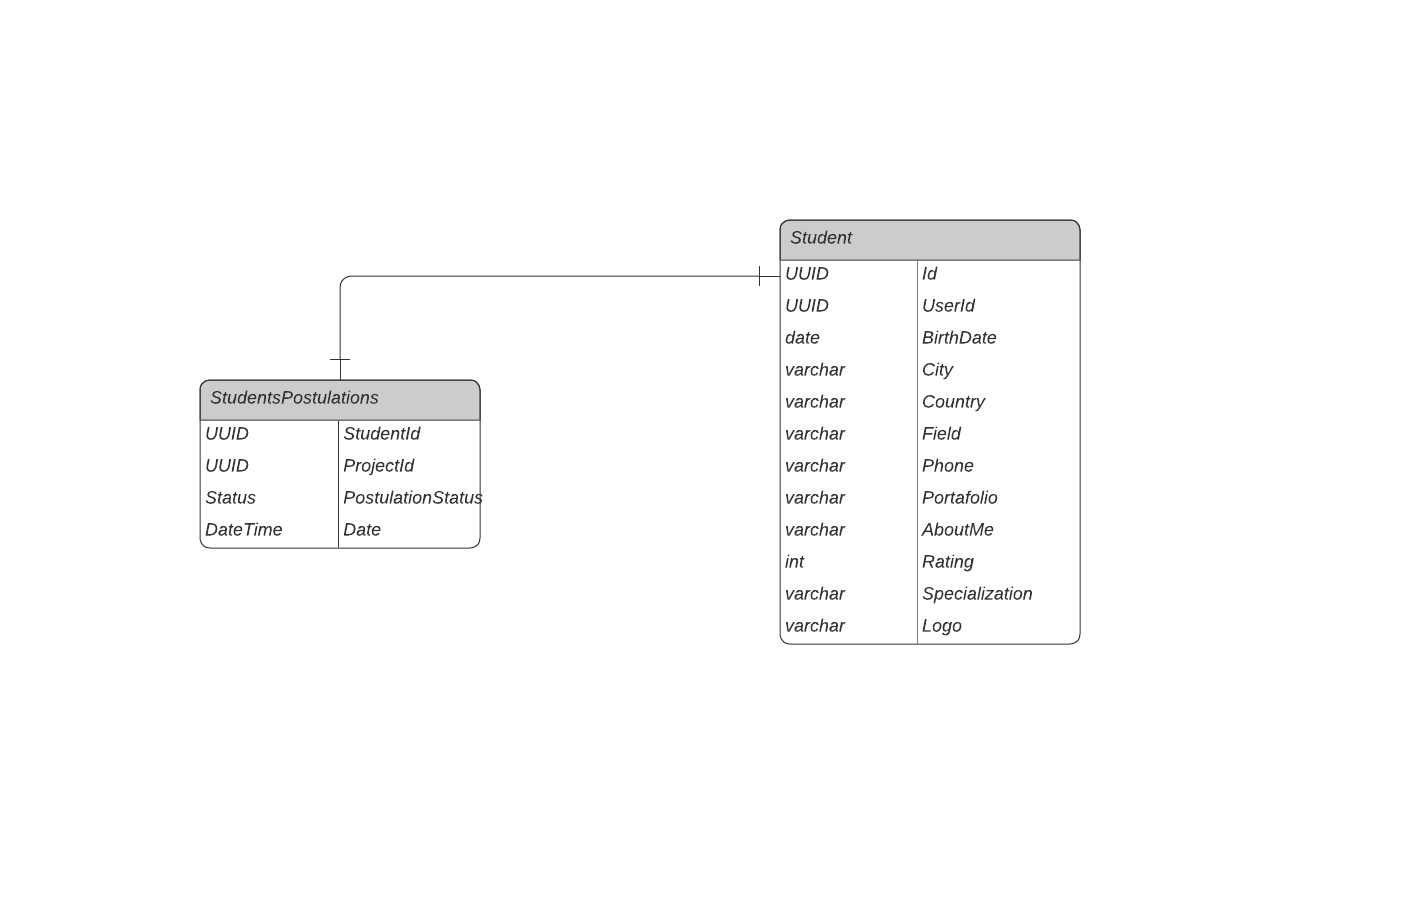 Student
UUID Id
UUID UserId
date BirthDate
varchar City
varchar Country
varchar Field
varchar Phone
varchar Portafolio
varchar AboutMe
int Rating
varchar Specialization
varchar Logo
StudentsPostulations
UUID StudentId
UUID ProjectId
Status PostulationStatus
DateTime Date